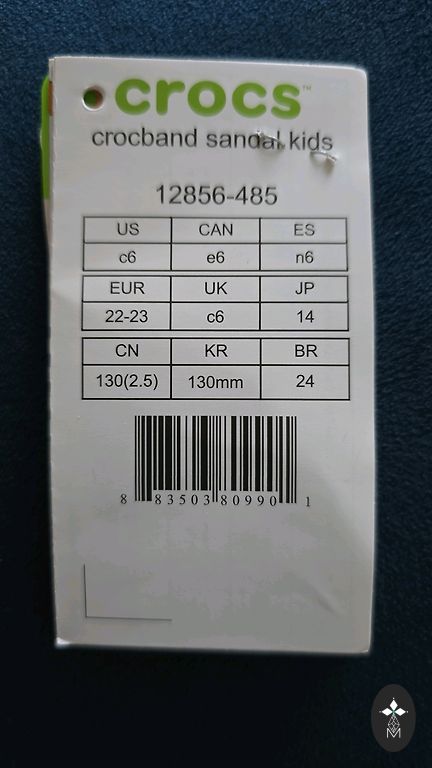 crocs™
crocband sandal kids
12856-485
US CAN ES
c6 e6 n6
EUR UK JP
22-23 c6 14
CN KR BR
130(2.5) 130mm 24
8 83503 80990 1
M